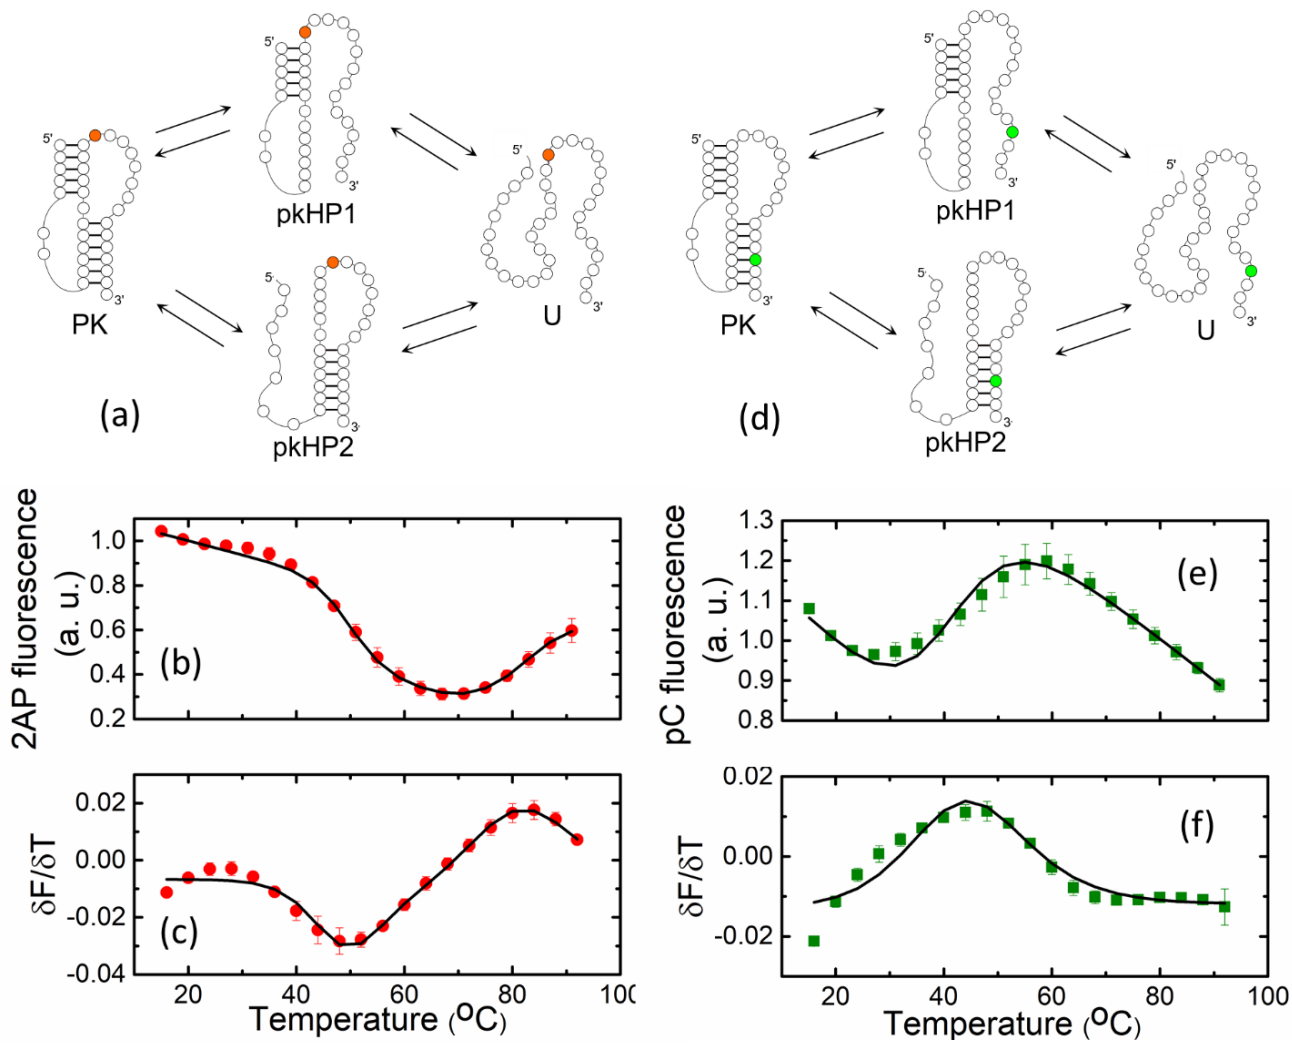 5'
pkHP1
3'
5'
PK
3'
5'
U
3'
5'
pkHP2
3'
(a)
5'
pkHP1
3'
5'
PK
3'
5'
U
3'
5'
pkHP2
3'
(d)
2AP fluorescence
(a. u.)
1.0
0.8
0.6
0.4
0.2
(b)
δF/δT
0.02
0.00
-0.02
-0.04
(c)
20 40 60 80 100
Temperature (°C)
pC fluorescence
(a. u.)
1.3
1.2
1.1
1.0
0.9
0.8
(e)
δF/δT
0.02
0.00
-0.02
(f)
20 40 60 80 100
Temperature (°C)